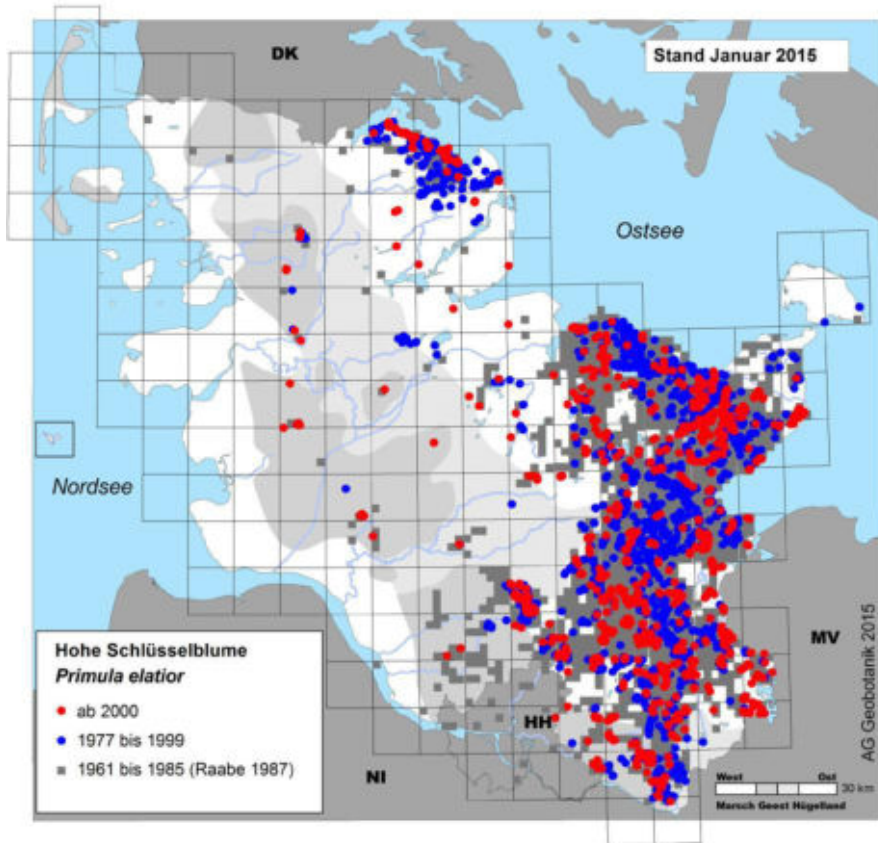 DK
Stand Januar 2015
Ostsee
Nordsee
Hohe Schlüsselblume
Primula elatior
ab 2000
1977 bis 1999
1961 bis 1985 (Raabe 1987)
HH
NI
MV
AG Geobotanik 2015
West Ost
30 km
Marsch Geest Hügelland